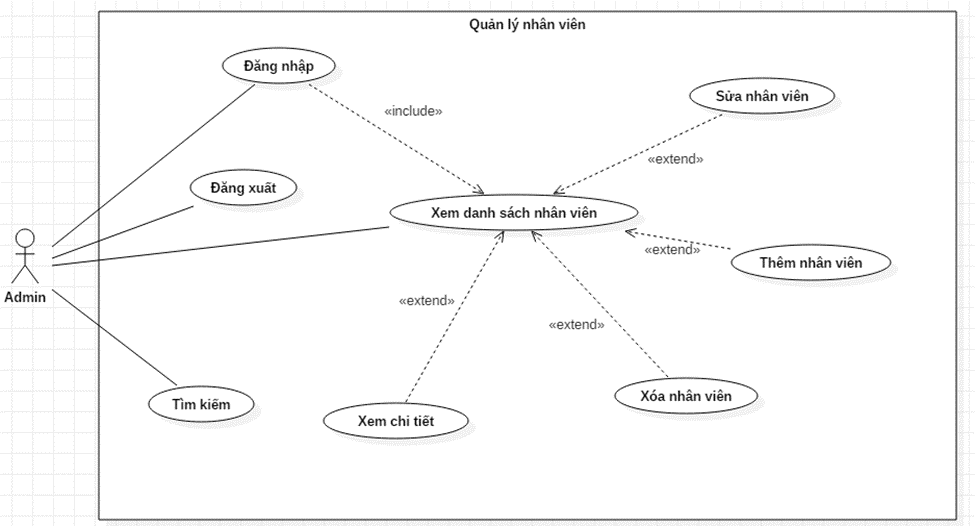 Quản lý nhân viên
Đăng nhập
«include»
Sửa nhân viên
«extend»
Đăng xuất
Xem danh sách nhân viên
«extend»
Thêm nhân viên
Admin
«extend»
«extend»
Tìm kiếm
Xem chi tiết
Xóa nhân viên